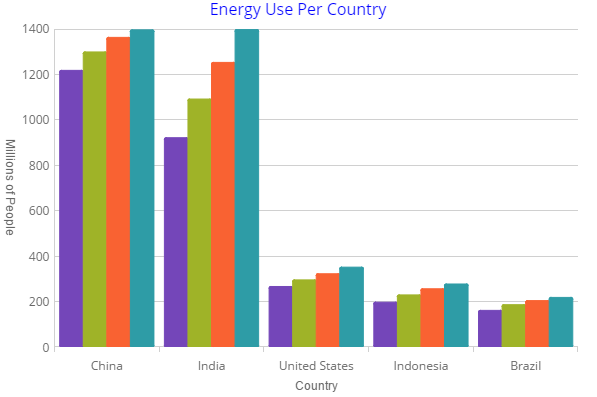 Energy Use Per Country
1400
1200
1000
800
600
400
200
0
Millions of People
China India United States Indonesia Brazil
Country